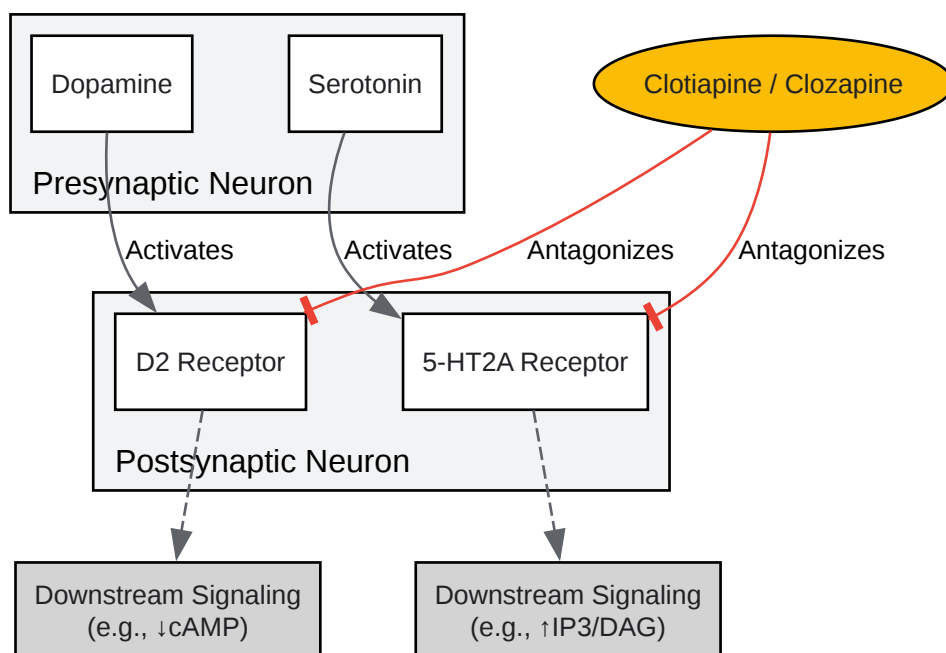 Dopamine
Serotonin
Clotiapine / Clozapine
Presynaptic Neuron
Activates
Activates
Antagonizes
Antagonizes
D2 Receptor
5-HT2A Receptor
Postsynaptic Neuron
Downstream Signaling
(e.g., ↓cAMP)
Downstream Signaling
(e.g., ↑IP3/DAG)